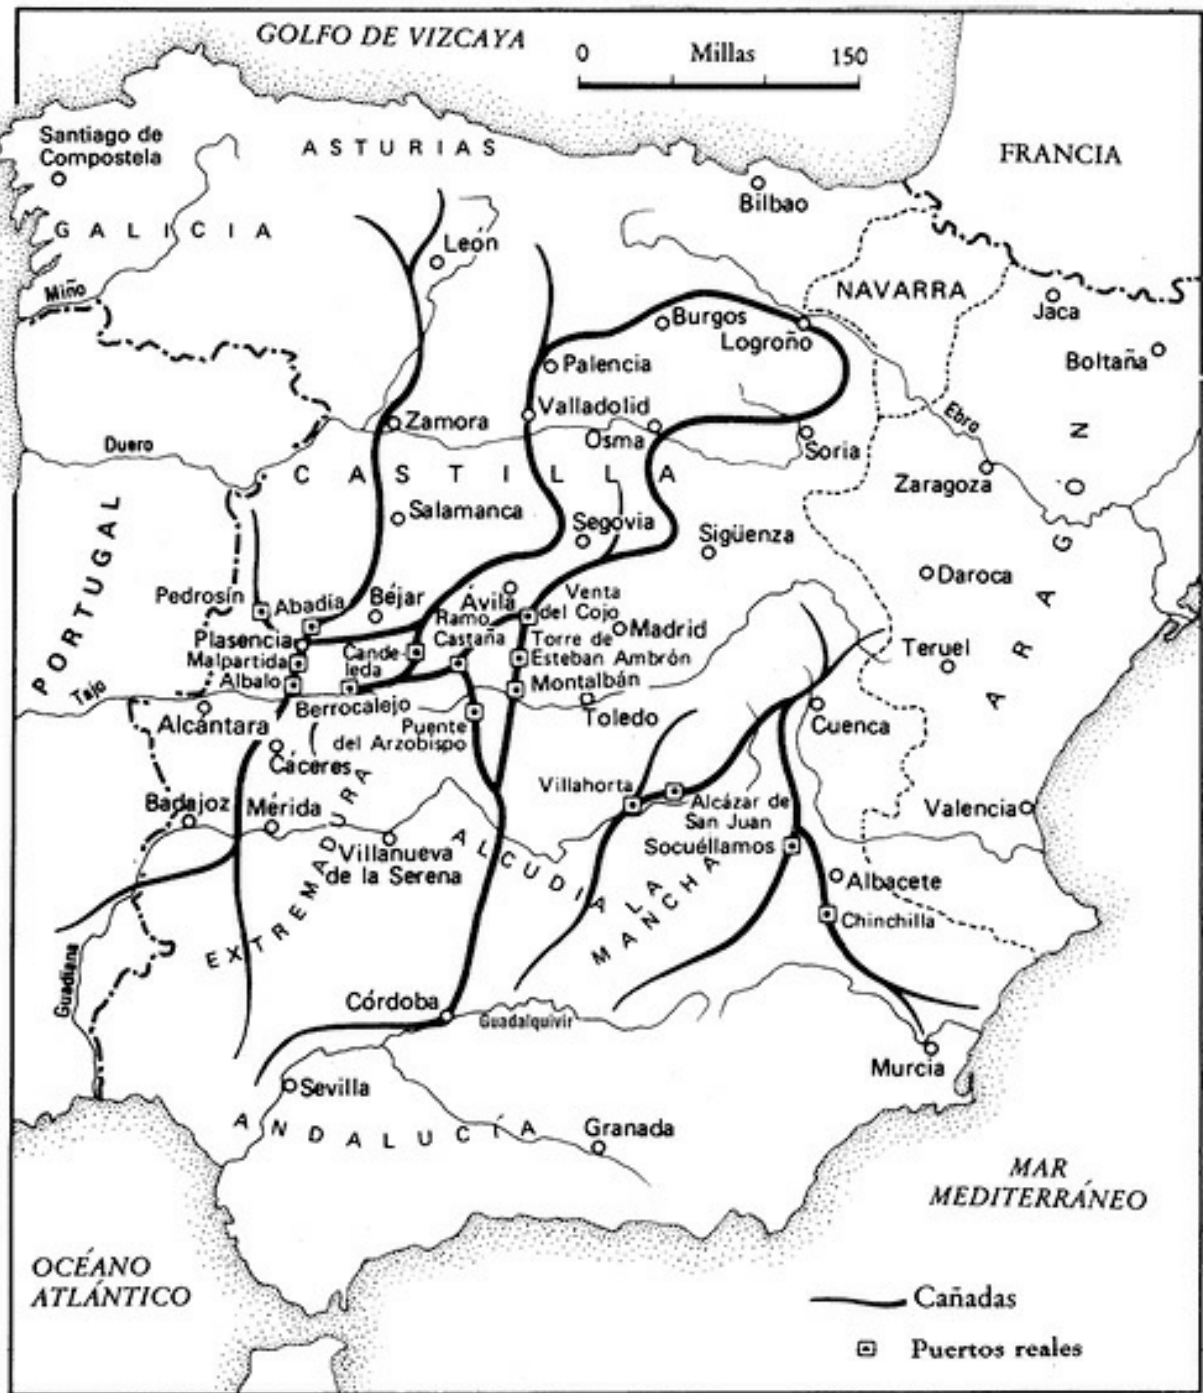 GOLFO DE VIZCAYA
0 Millas 150
Santiago de
Compostela
ASTURIAS
FRANCIA
Bilbao
GALICIA
León
Miño
NAVARRA
Jaca
Burgos
Logroño
Boltaña
Palencia
Zamora
Valladolid
Ebro
Duero
Osma
Soria
CASTILLA
Zaragoza
ARAGÓN
Salamanca
Segovia
Sigüenza
PORTUGAL
Daroca
Pedrosín
Abadía
Béjar
Ávila
Venta
del Cojo
Ramo
Castaña
Madrid
Plasencia
Torre de
Esteban Ambrón
Teruel
Malpartida
Cande-
leda
Albalo
Montalbán
Tajo
Berrocalejo
Toledo
Alcántara
Puente
del Arzobispo
Cuenca
Cáceres
Villahorta
Badajoz
Mérida
Alcázar de
San Juan
Valencia
Villanueva
de la Serena
Socuéllamos
ALCUDIA
LA
MANCHA
Albacete
Chinchilla
EXTREMADURA
Guadiana
Córdoba
Guadalquivir
Murcia
Sevilla
ANDALUCÍA
Granada
MAR
MEDITERRÁNEO
OCÉANO
ATLÁNTICO
Cañadas
Puertos reales